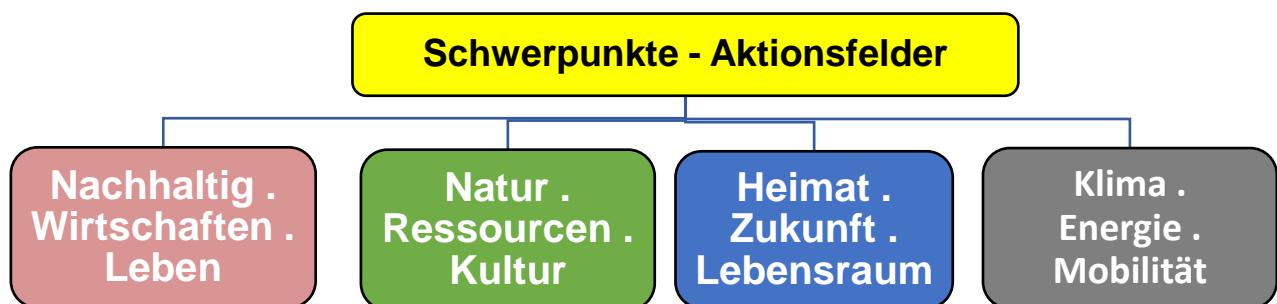 Schwerpunkte - Aktionsfelder
Nachhaltig .
Wirtschaften .
Leben
Natur .
Ressourcen .
Kultur
Heimat .
Zukunft .
Lebensraum
Klima .
Energie .
Mobilität